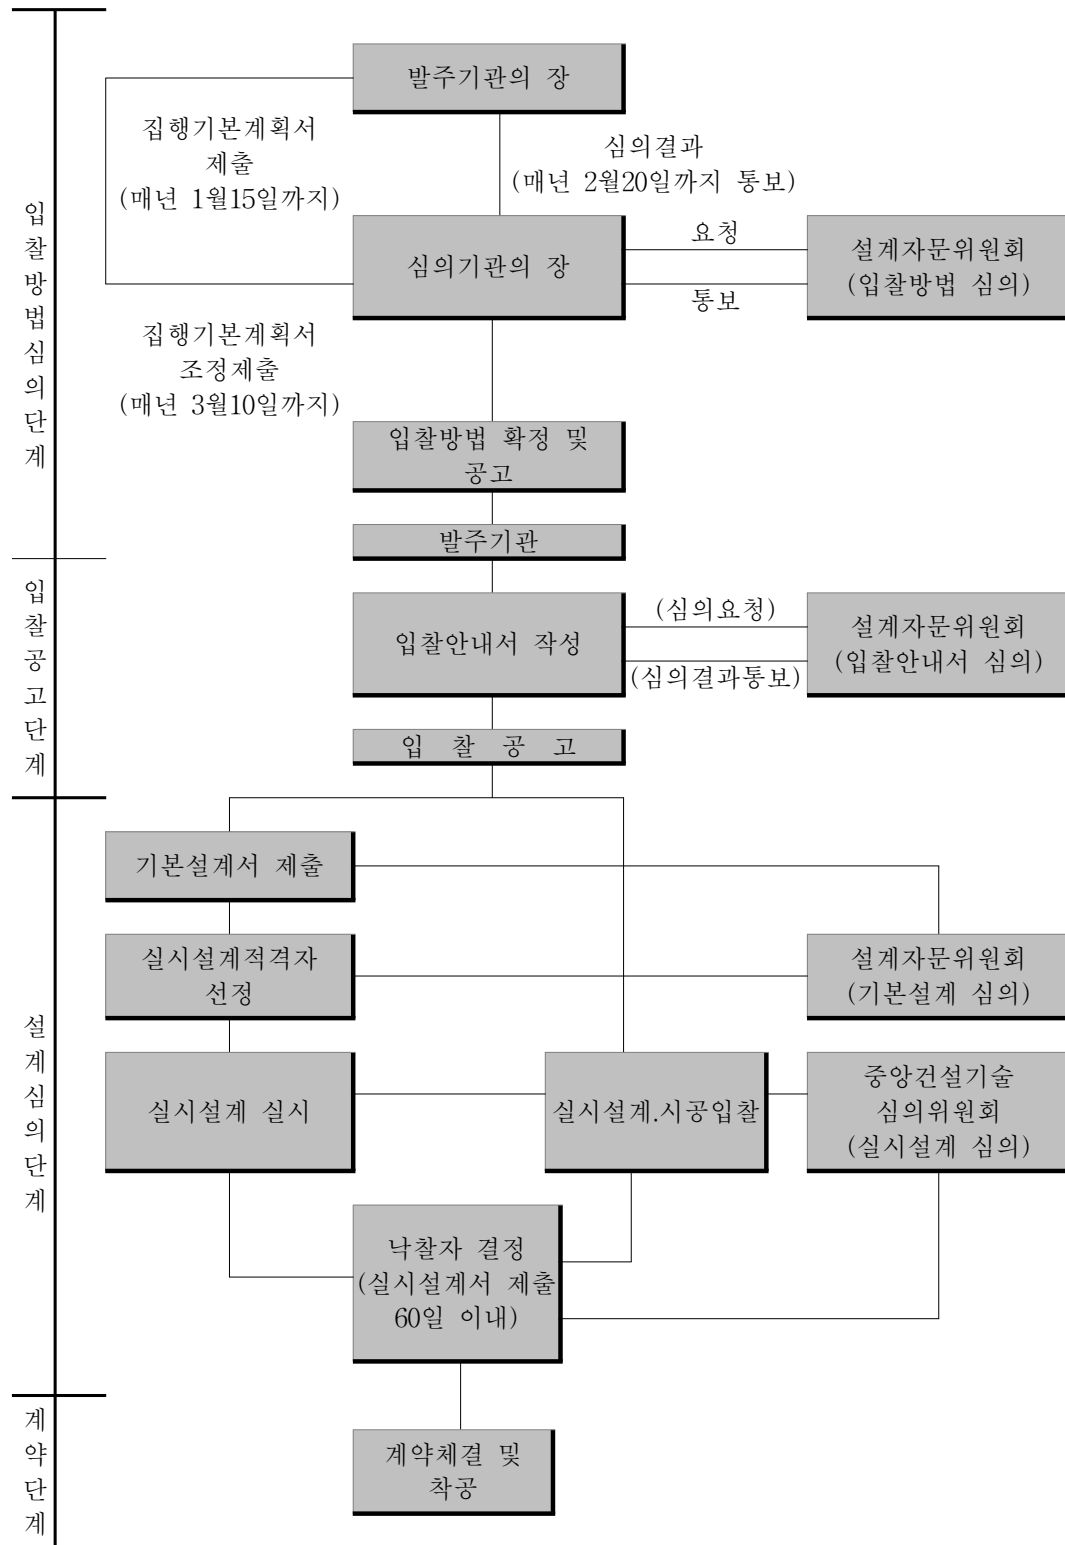 입찰방법심의단계
발주기관의 장
집행기본계획서
제출
(매년 1월15일까지)
심의결과
(매년 2월20일까지 통보)
심의기관의 장
요청
통보
설계자문위원회
(입찰방법 심의)
집행기본계획서
조정제출
(매년 3월10일까지)
입찰방법 확정 및
공고
발주기관
입찰공고단계
입찰안내서 작성
(심의요청)
(심의결과통보)
설계자문위원회
(입찰안내서 심의)
입 찰 공 고
설계심의단계
기본설계서 제출
실시설계적격자
선정
설계자문위원회
(기본설계 심의)
실시설계 실시
실시설계.시공입찰
중앙건설기술
심의위원회
(실시설계 심의)
낙찰자 결정
(실시설계서 제출
60일 이내)
계약단계
계약체결 및
착공